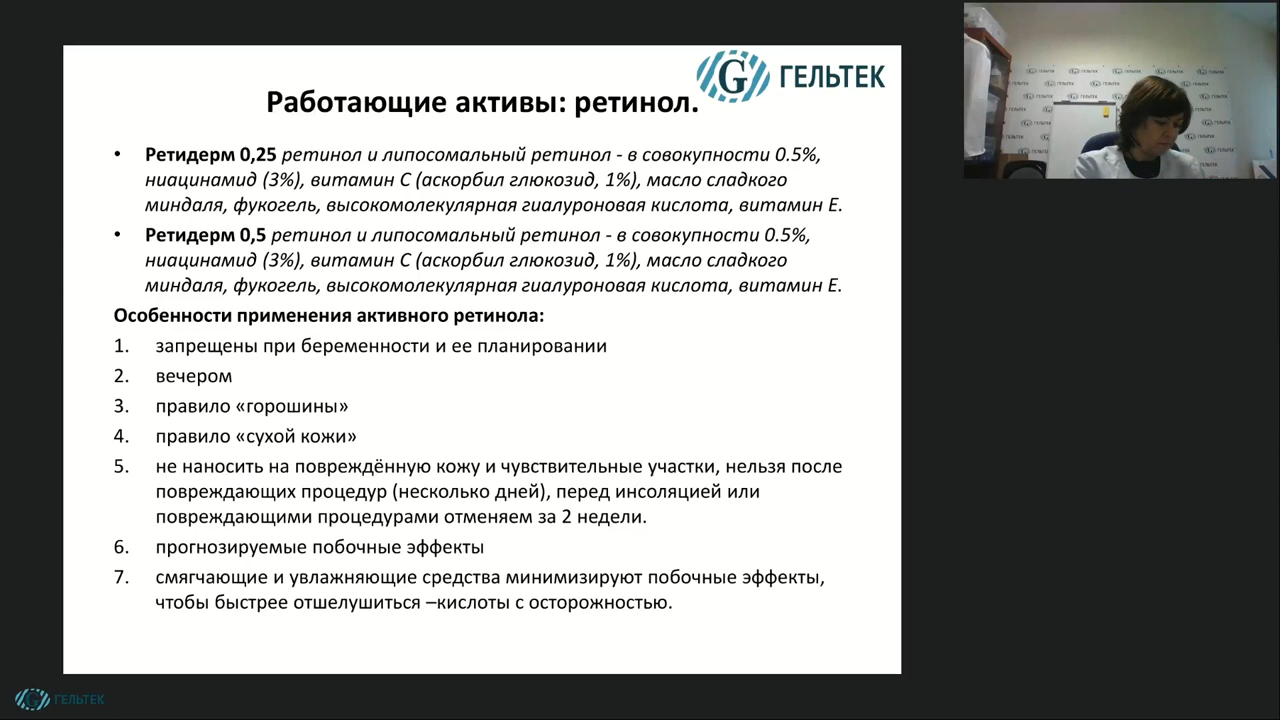 G ГЕЛЬТЕК
Работающие активы: ретинол.
• Ретидерм 0,25 ретинол и липосомальный ретинол - в совокупности 0.5%,
ниацинамид (3%), витамин С (аскорбил глюкозид, 1%), масло сладкого
миндаля, фукогель, высокомолекулярная гиалуроновая кислота, витамин Е.
• Ретидерм 0,5 ретинол и липосомальный ретинол - в совокупности 0.5%,
ниацинамид (3%), витамин С (аскорбил глюкозид, 1%), масло сладкого
миндаля, фукогель, высокомолекулярная гиалуроновая кислота, витамин Е.
Особенности применения активного ретинола:
1. запрещены при беременности и ее планировании
2. вечером
3. правило «горошины»
4. правило «сухой кожи»
5. не наносить на повреждённую кожу и чувствительные участки, нельзя после
повреждающих процедур (несколько дней), перед инсоляцией или
повреждающими процедурами отменяем за 2 недели.
6. прогнозируемые побочные эффекты
7. смягчающие и увлажняющие средства минимизируют побочные эффекты,
чтобы быстрее отшелушиться –кислоты с осторожностью.
G ГЕЛЬТЕК